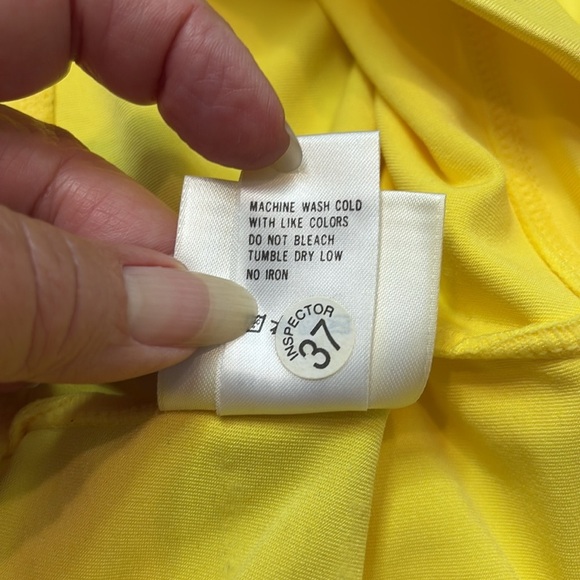 MACHINE WASH COLD
WITH LIKE COLORS
DO NOT BLEACH
TUMBLE DRY LOW
NO IRON
INSPECTOR
37